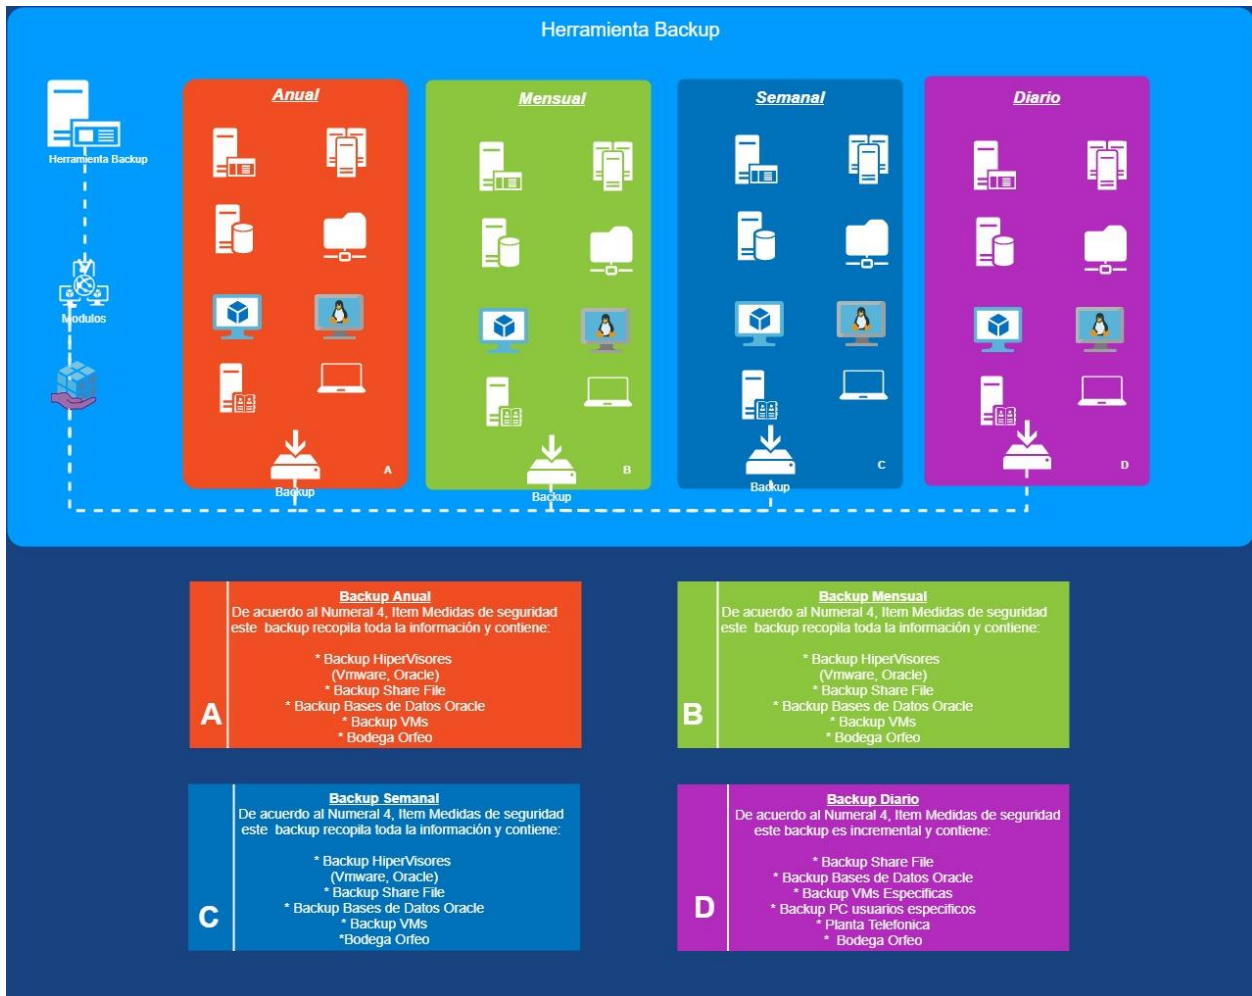 Herramienta Backup
Herramienta Backup
Modulos
Anual
A
Backup
Mensual
B
Backup
Semanal
C
Backup
Diario
D
A
Backup Anual
De acuerdo al Numeral 4, Item Medidas de seguridad
este backup recopila toda la información y contiene:
* Backup HiperVisores
(Vmware, Oracle)
* Backup Share File
* Backup Bases de Datos Oracle
* Backup VMs
* Bodega Orfeo
B
Backup Mensual
De acuerdo al Numeral 4, Item Medidas de seguridad
este backup recopila toda la información y contiene:
* Backup HiperVisores
(Vmware, Oracle)
* Backup Share File
* Backup Bases de Datos Oracle
* Backup VMs
* Bodega Orfeo
C
Backup Semanal
De acuerdo al Numeral 4, Item Medidas de seguridad
este backup recopila toda la información y contiene:
* Backup HiperVisores
(Vmware, Oracle)
* Backup Share File
* Backup Bases de Datos Oracle
* Backup VMs
*Bodega Orfeo
D
Backup Diario
De acuerdo al Numeral 4, Item Medidas de seguridad
este backup es incremental y contiene:
* Backup Share File
* Backup Bases de Datos Oracle
* Backup VMs Especificas
* Backup PC usuarios especificos
* Planta Telefonica
* Bodega Orfeo